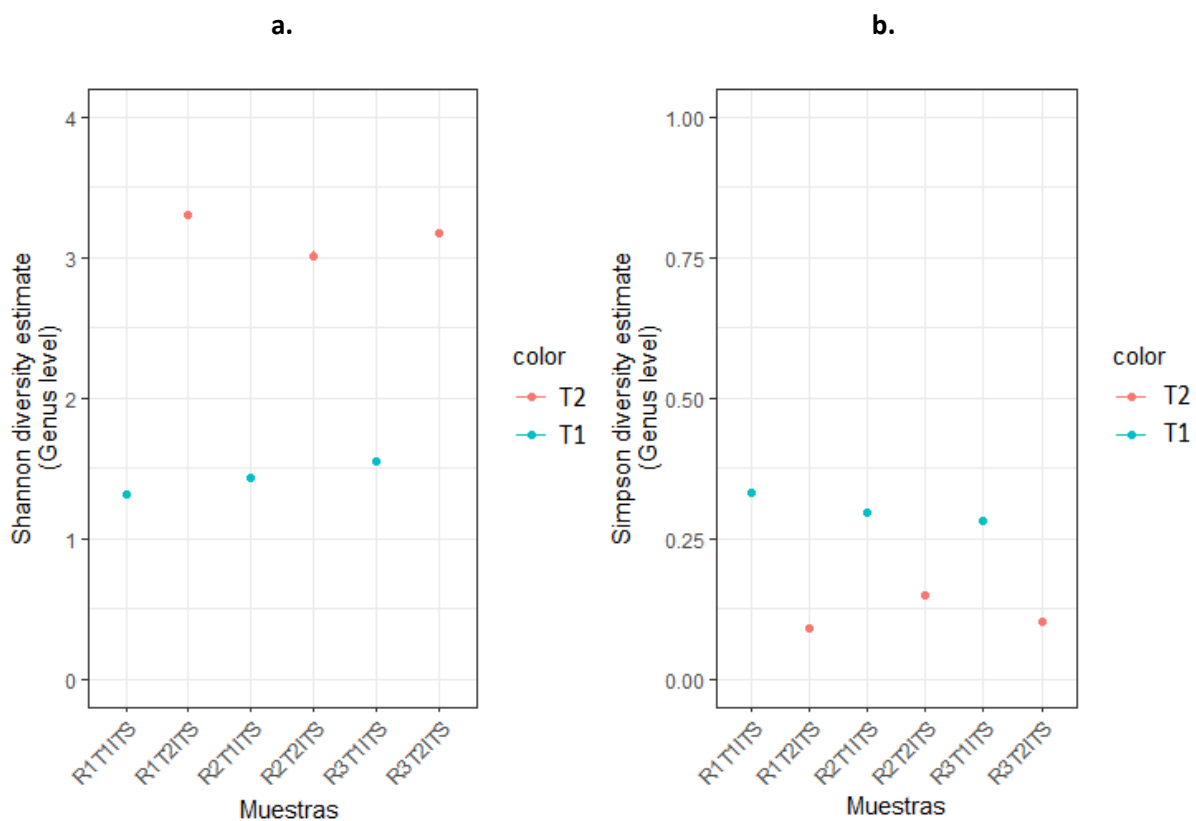 a.
Shannon diversity estimate
(Genus level)
4
3
2
1
0
R1T1ITS
R1T2ITS
R2T1ITS
R2T2ITS
R3T1ITS
R3T2ITS
Muestras
color
T2
T1
b.
Simpson diversity estimate
(Genus level)
1.00
0.75
0.50
0.25
0.00
R1T1ITS
R1T2ITS
R2T1ITS
R2T2ITS
R3T1ITS
R3T2ITS
Muestras
color
T2
T1